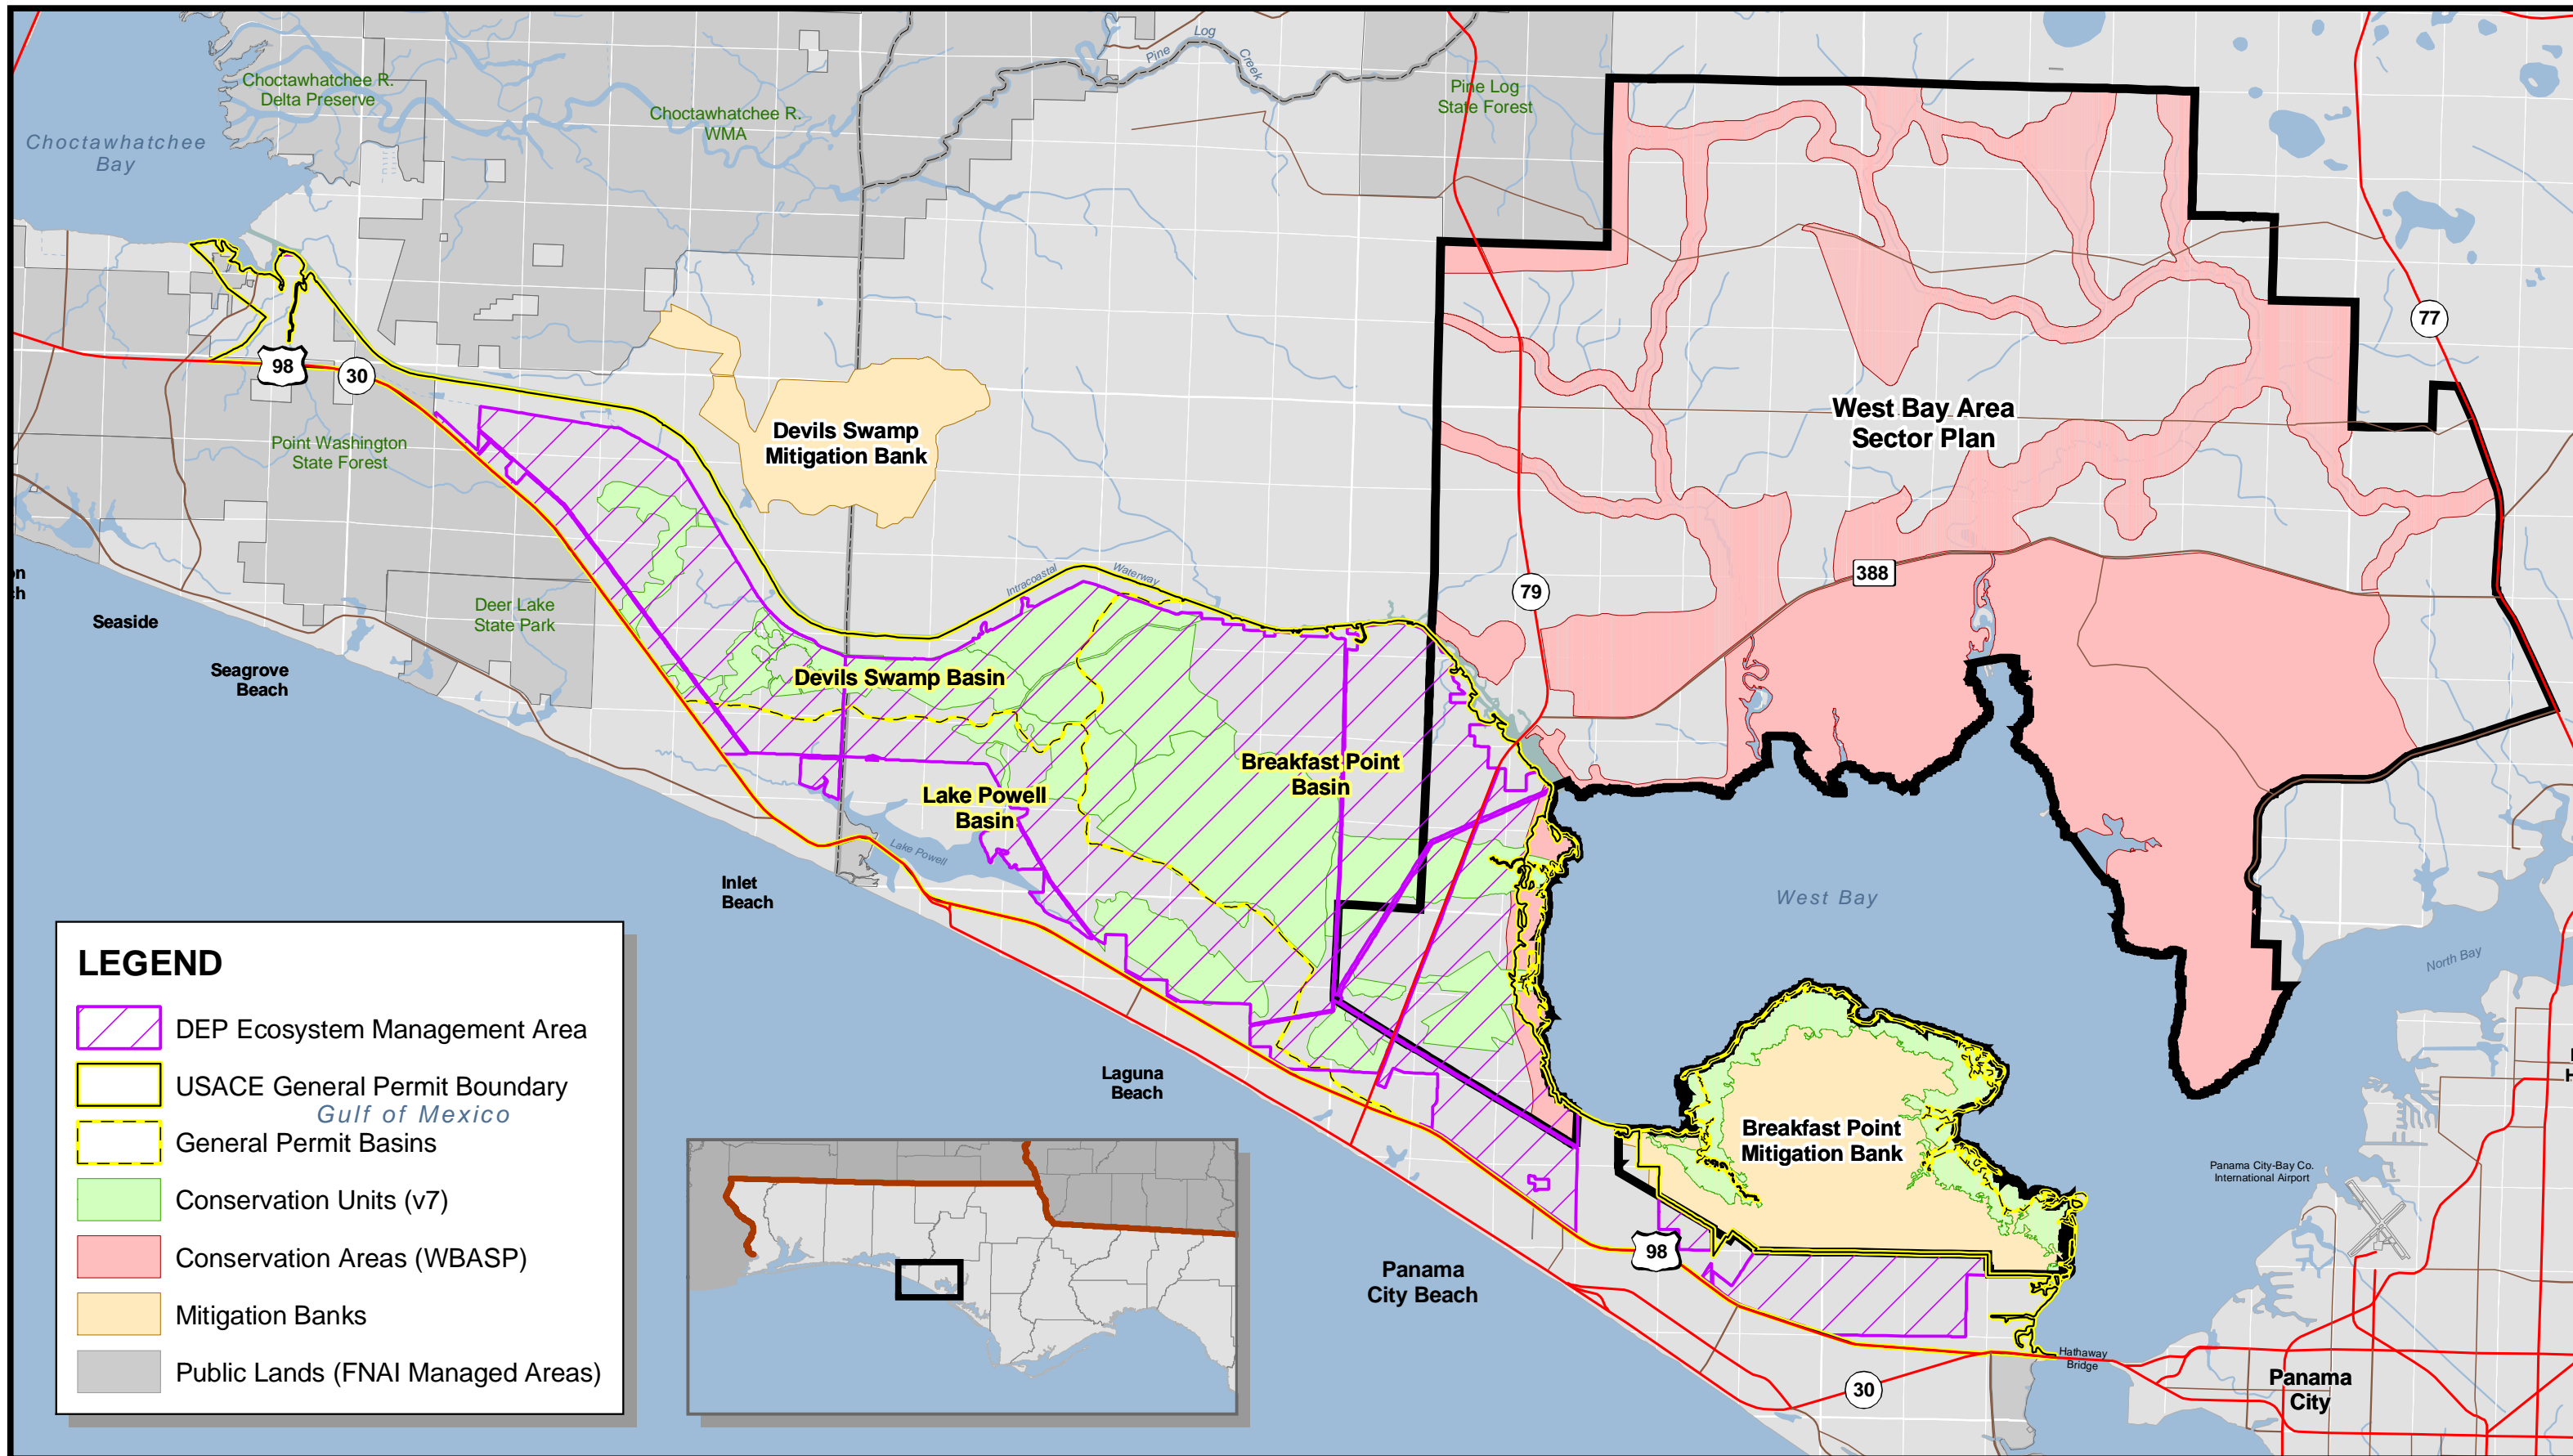 Choctawhatchee R.
Delta Preserve
Choctawhatchee
Bay
Choctawhatchee R.
WMA
Pine Log Creek
Pine Log
State Forest
77
98
30
Point Washington
State Forest
Devils Swamp
Mitigation Bank
West Bay Area
Sector Plan
388
79
Intracoastal Waterway
Deer Lake
State Park
Seaside
Seagrove
Beach
Devils Swamp Basin
Breakfast Point
Basin
Lake Powell
Basin
Lake Powell
Inlet
Beach
West Bay
North Bay
Laguna
Beach
Breakfast Point
Mitigation Bank
Panama City-Bay Co.
International Airport
98
Panama
City Beach
Hathaway
Bridge
30
Panama
City
LEGEND
DEP Ecosystem Management Area
USACE General Permit Boundary
Gulf of Mexico
General Permit Basins
Conservation Units (v7)
Conservation Areas (WBASP)
Mitigation Banks
Public Lands (FNAI Managed Areas)